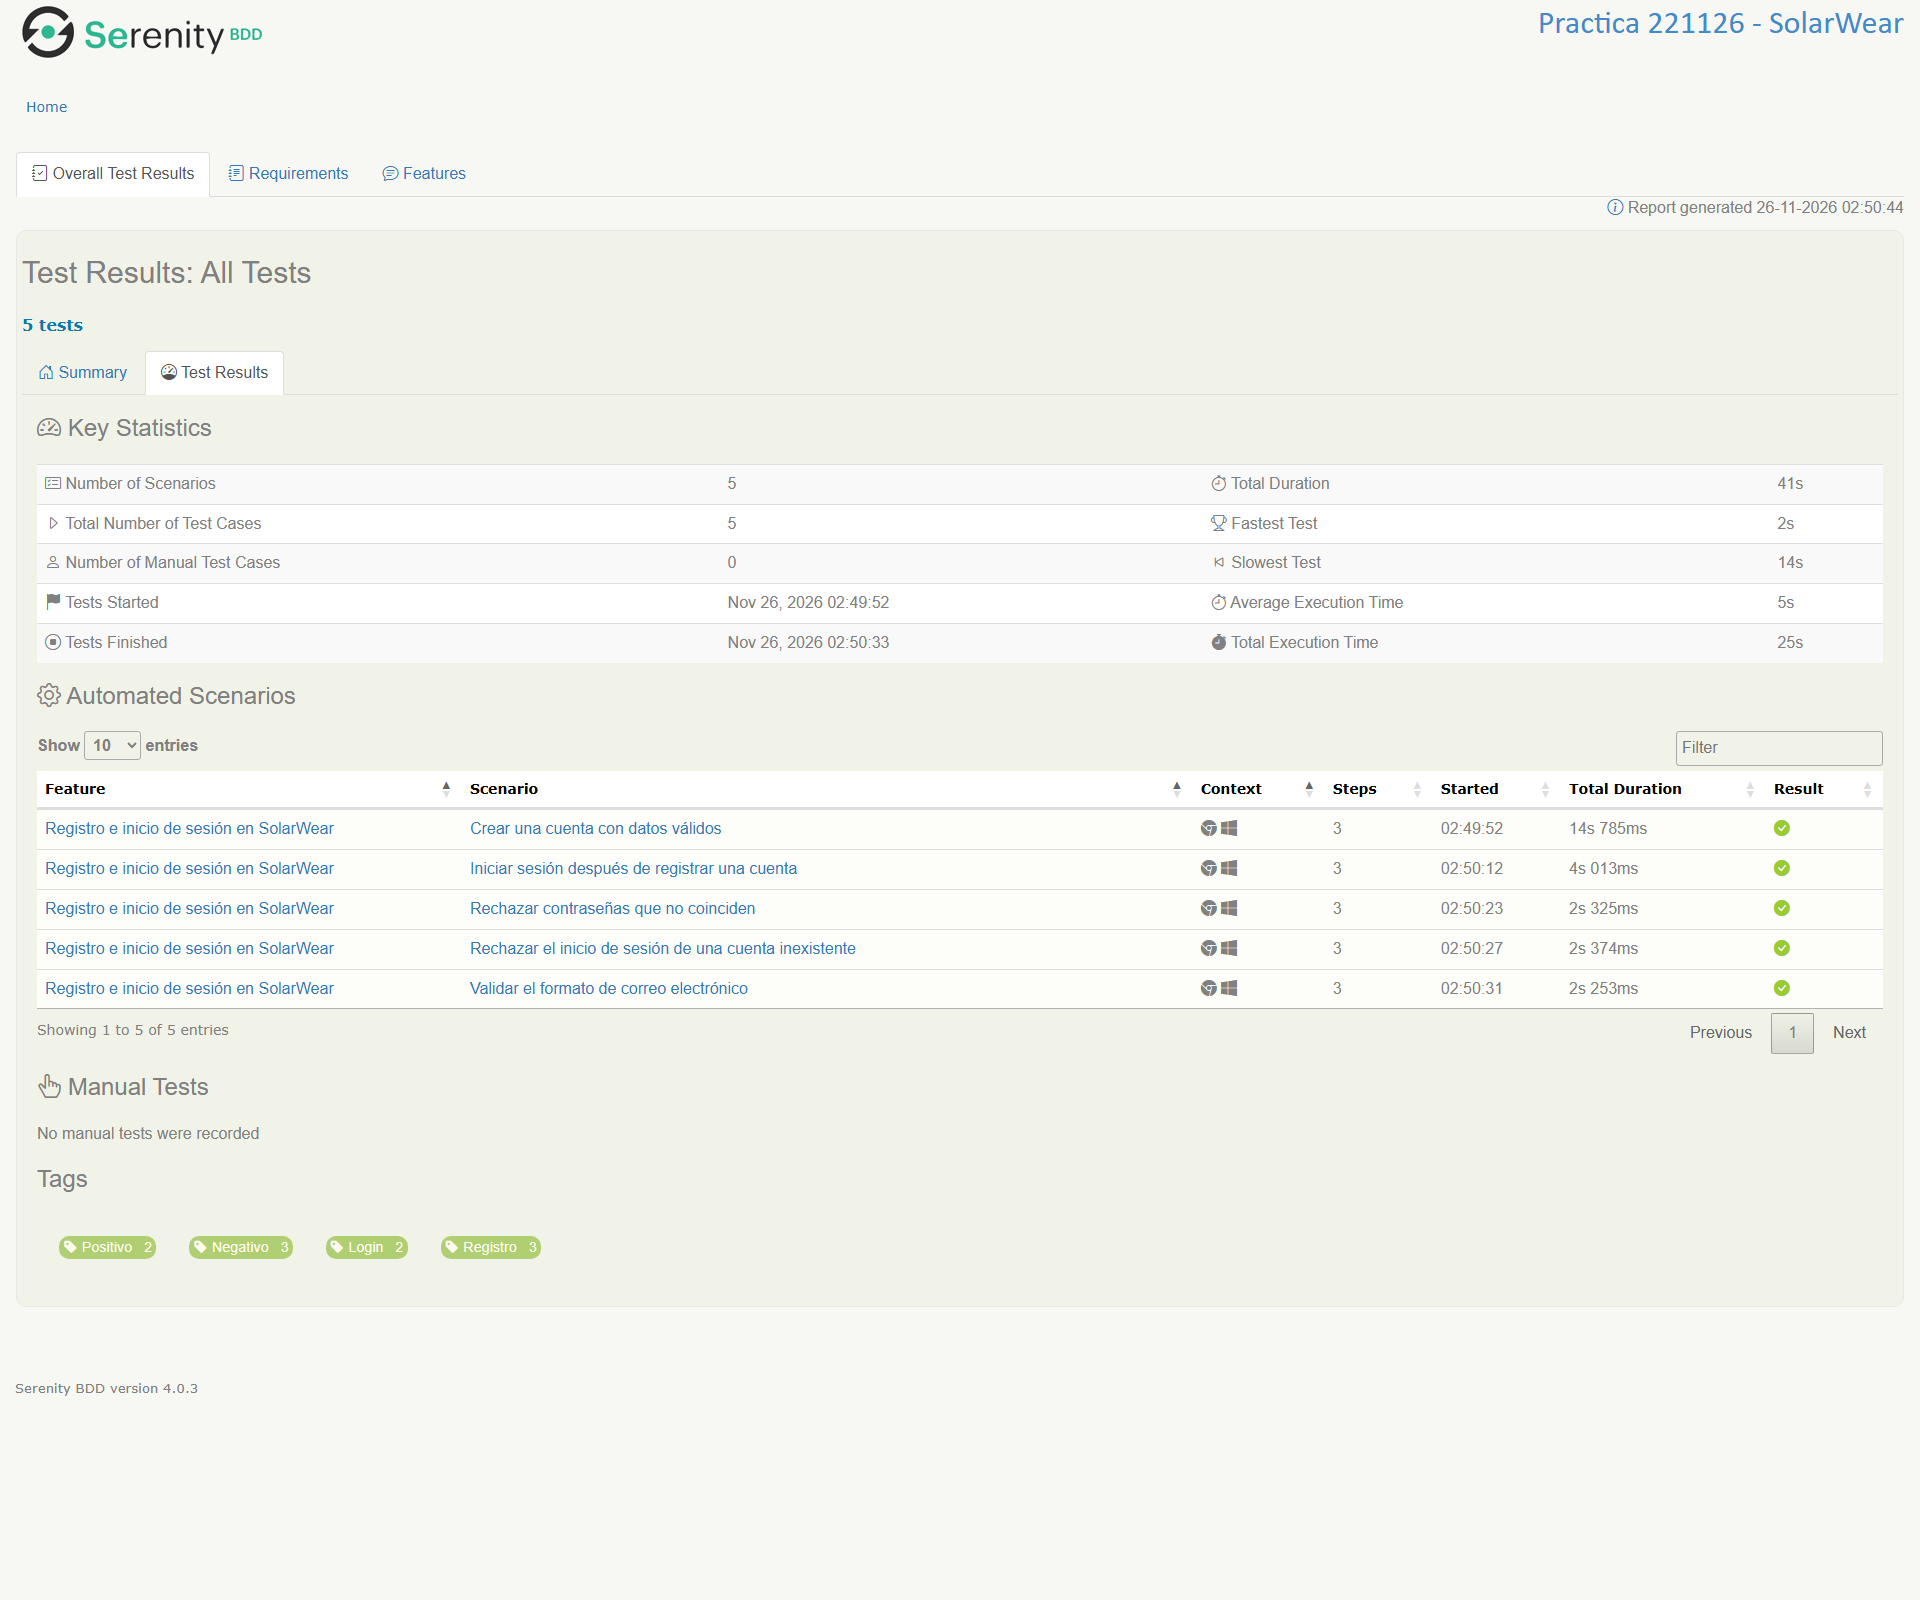 Serenity BDD
Practica 221126 - SolarWear
Home
Overall Test Results Requirements Features
Report generated 26-11-2026 02:50:44
Test Results: All Tests
5 tests
Summary Test Results
Key Statistics
Number of Scenarios 5 Total Duration 41s
Total Number of Test Cases 5 Fastest Test 2s
Number of Manual Test Cases 0 Slowest Test 14s
Tests Started Nov 26, 2026 02:49:52 Average Execution Time 5s
Tests Finished Nov 26, 2026 02:50:33 Total Execution Time 25s
Automated Scenarios
Show 10 entries Filter
Feature Scenario Context Steps Started Total Duration Result
Registro e inicio de sesión en SolarWear Crear una cuenta con datos válidos 3 02:49:52 14s 785ms
Registro e inicio de sesión en SolarWear Iniciar sesión después de registrar una cuenta 3 02:50:12 4s 013ms
Registro e inicio de sesión en SolarWear Rechazar contraseñas que no coinciden 3 02:50:23 2s 325ms
Registro e inicio de sesión en SolarWear Rechazar el inicio de sesión de una cuenta inexistente 3 02:50:27 2s 374ms
Registro e inicio de sesión en SolarWear Validar el formato de correo electrónico 3 02:50:31 2s 253ms
Showing 1 to 5 of 5 entries Previous 1 Next
Manual Tests
No manual tests were recorded
Tags
Positivo 2 Negativo 3 Login 2 Registro 3
Serenity BDD version 4.0.3